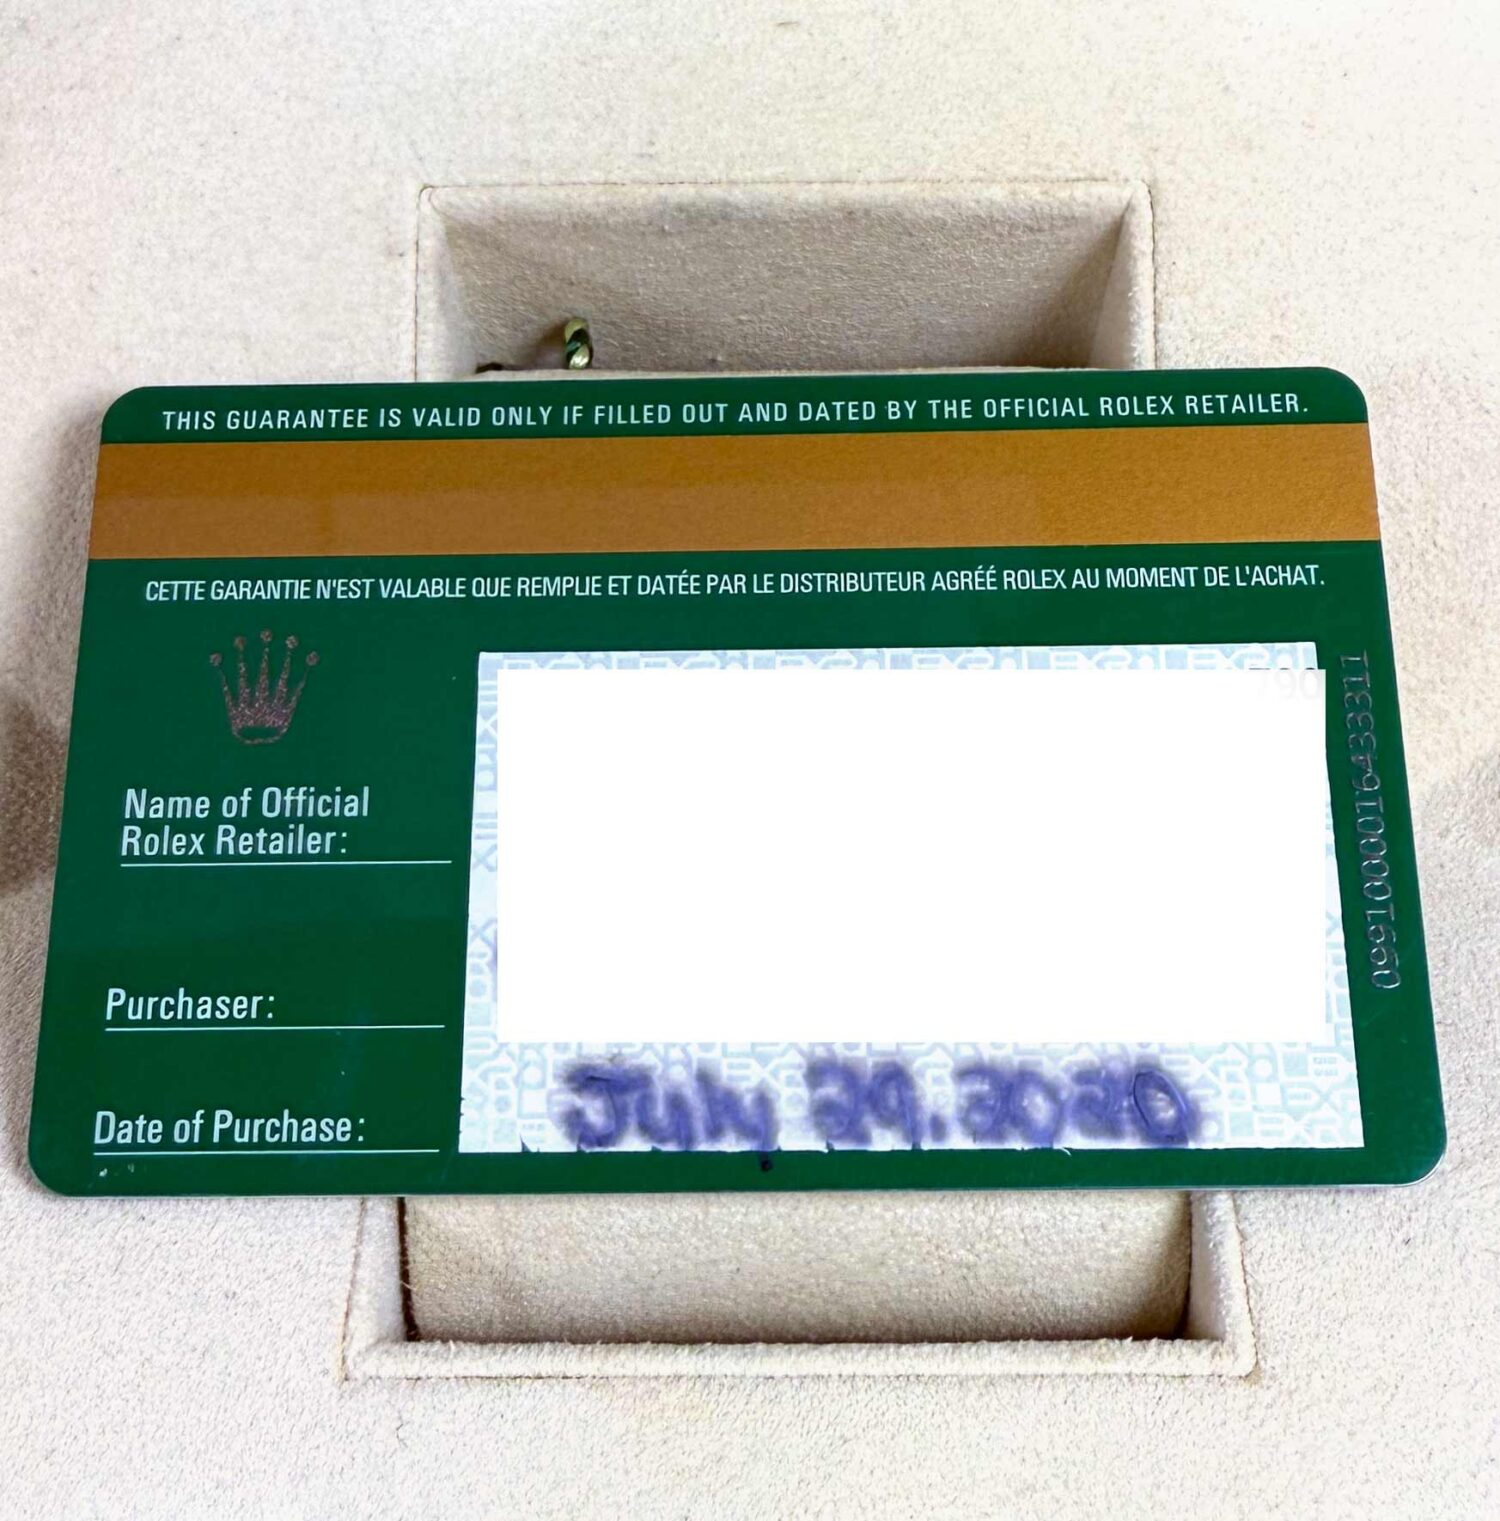 THIS GUARANTEE IS VALID ONLY IF FILLED OUT AND DATED BY THE OFFICIAL ROLEX RETAILER.
CETTE GARANTIE N'EST VALABLE QUE REMPLIE ET DATÉE PAR LE DISTRIBUTEUR AGRÉÉ ROLEX AU MOMENT DE L'ACHAT.
790
Name of Official
Rolex Retailer:
Purchaser:
Date of Purchase:
July 29.2020
09910000016433311